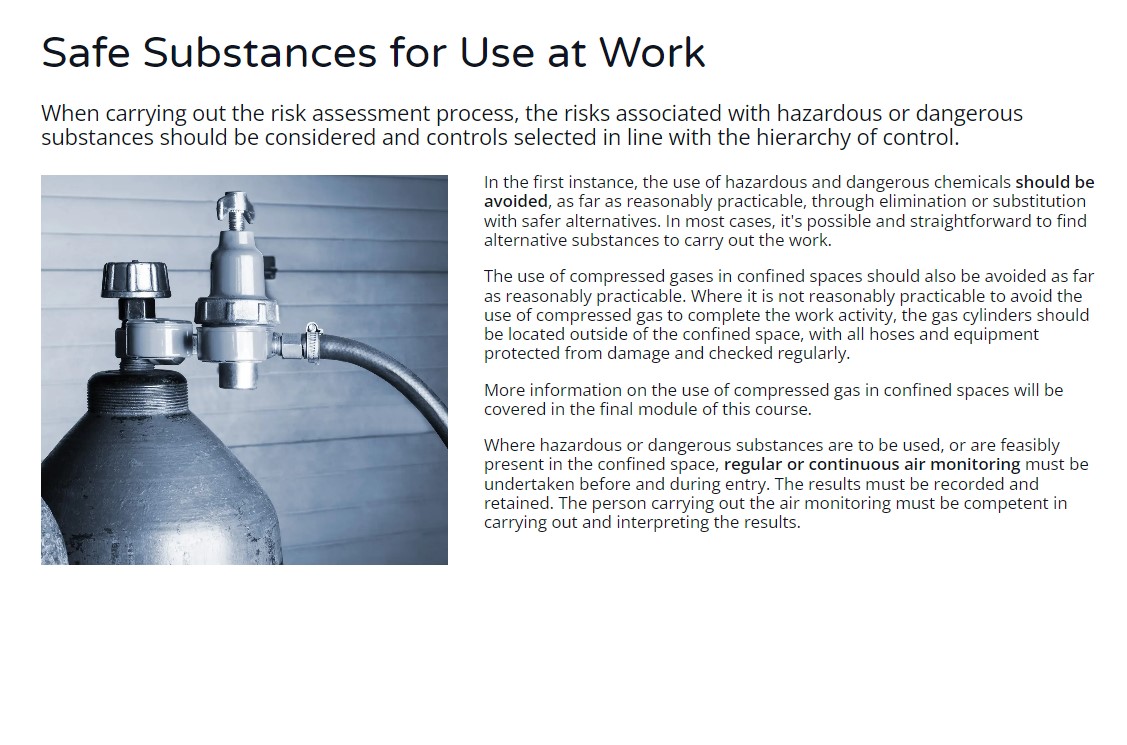 Safe Substances for Use at Work
When carrying out the risk assessment process, the risks associated with hazardous or dangerous
substances should be considered and controls selected in line with the hierarchy of control.
In the first instance, the use of hazardous and dangerous chemicals should be
avoided, as far as reasonably practicable, through elimination or substitution
with safer alternatives. In most cases, it's possible and straightforward to find
alternative substances to carry out the work.
The use of compressed gases in confined spaces should also be avoided as far
as reasonably practicable. Where it is not reasonably practicable to avoid the
use of compressed gas to complete the work activity, the gas cylinders should
be located outside of the confined space, with all hoses and equipment
protected from damage and checked regularly.
More information on the use of compressed gas in confined spaces will be
covered in the final module of this course.
Where hazardous or dangerous substances are to be used, or are feasibly
present in the confined space, regular or continuous air monitoring must be
undertaken before and during entry. The results must be recorded and
retained. The person carrying out the air monitoring must be competent in
carrying out and interpreting the results.